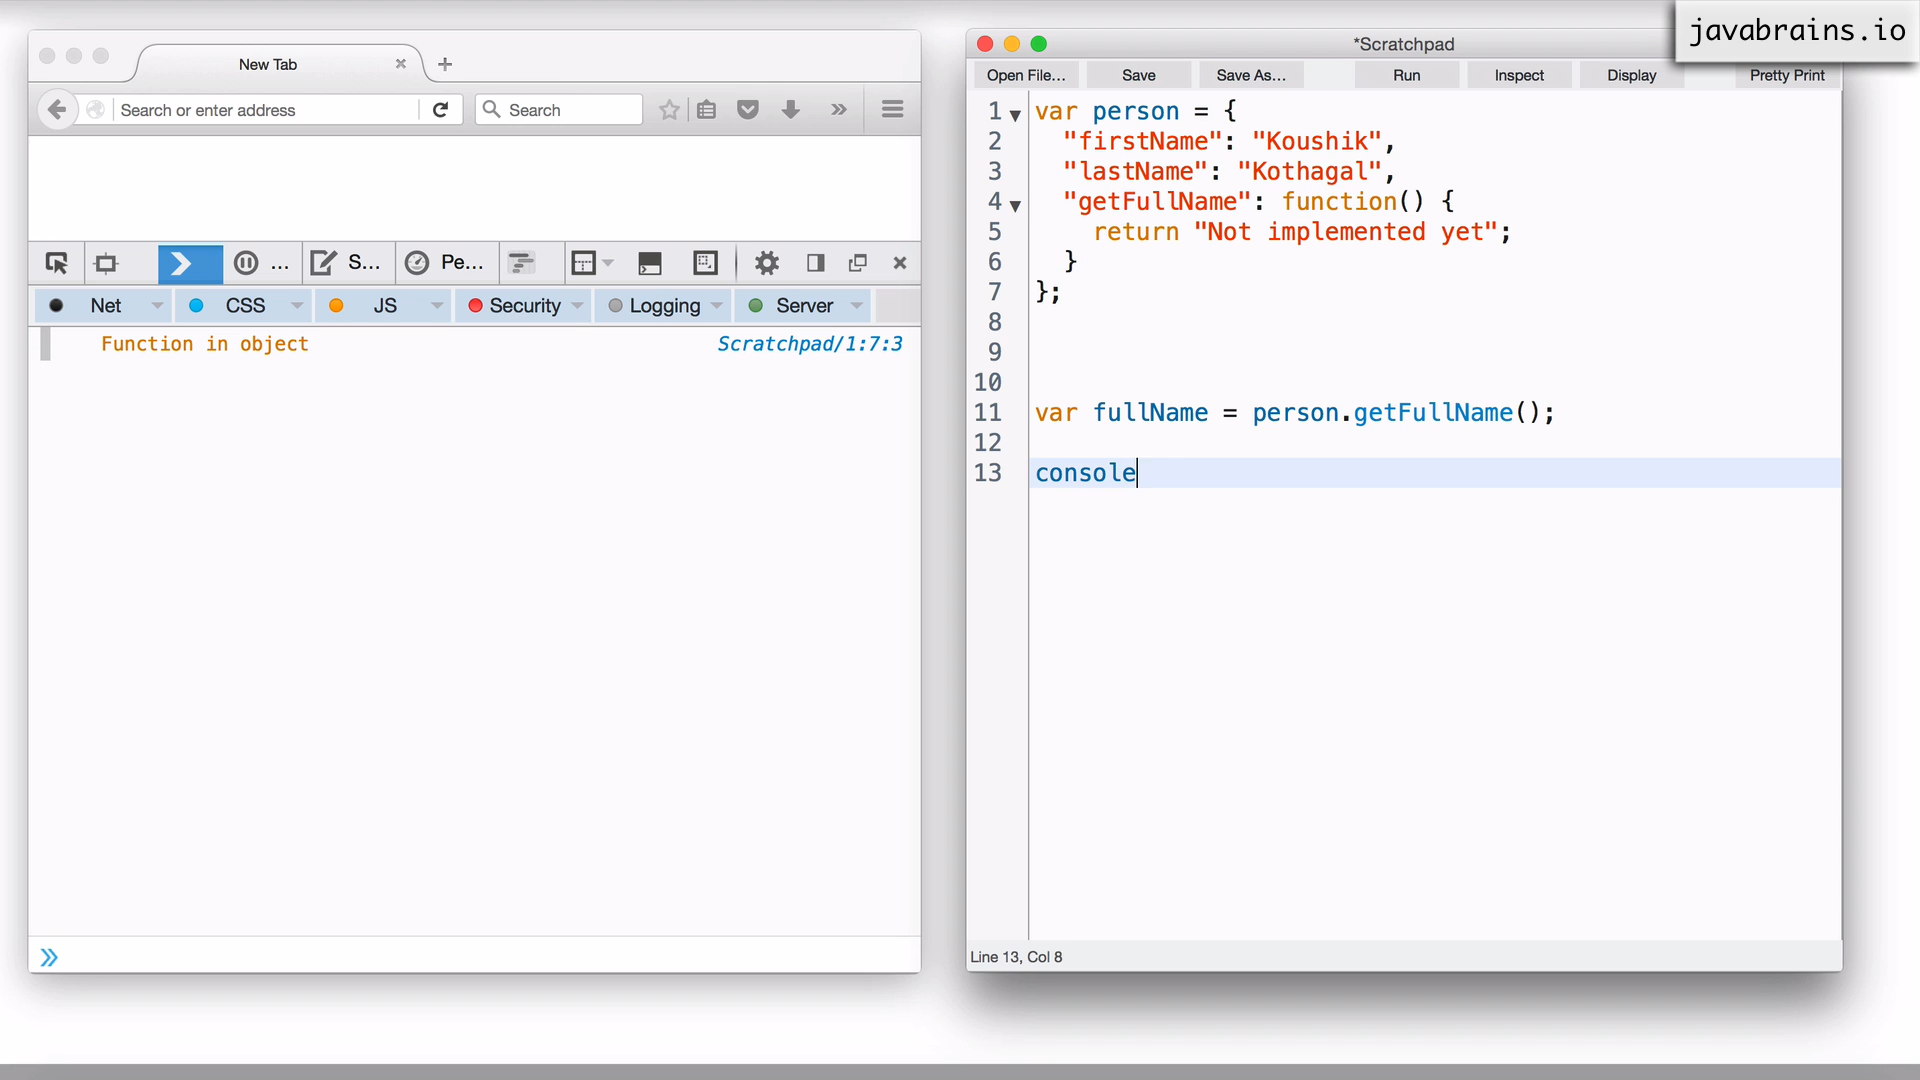 javabrains.io
New Tab
Search or enter address
Search
... S... Pe...
Net CSS JS Security Logging Server
Function in object Scratchpad/1:7:3
*Scratchpad
Open File... Save Save As... Run Inspect Display Pretty Print
1 var person = {
2 "firstName": "Koushik",
3 "lastName": "Kothagal",
4 "getFullName": function() {
5 return "Not implemented yet";
6 }
7 };
8
9
10
11 var fullName = person.getFullName();
12
13 console
Line 13, Col 8